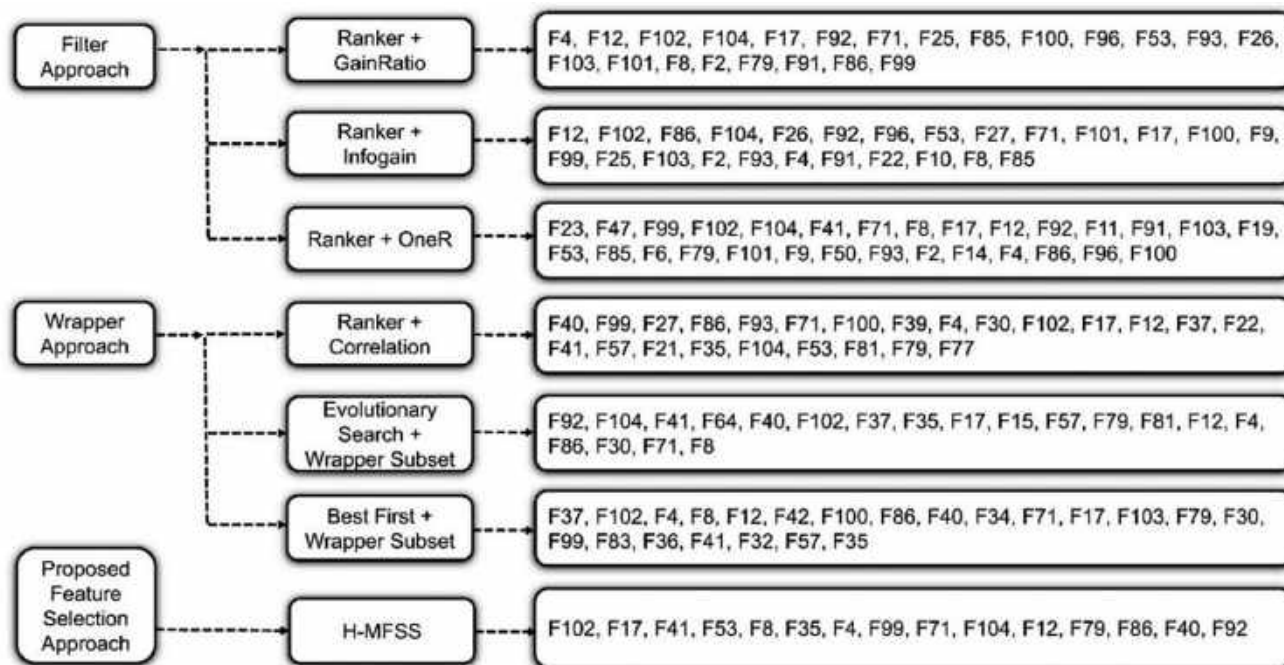 Filter
Approach
Ranker +
GainRatio
F4, F12, F102, F104, F17, F92, F71, F25, F85, F100, F96, F53, F93, F26,
F103, F101, F8, F2, F79, F91, F86, F99
Ranker +
Infogain
F12, F102, F86, F104, F26, F92, F96, F53, F27, F71, F101, F17, F100, F9,
F99, F25, F103, F2, F93, F4, F91, F22, F10, F8, F85
Ranker + OneR
F23, F47, F99, F102, F104, F41, F71, F8, F17, F12, F92, F11, F91, F103, F19,
F53, F85, F6, F79, F101, F9, F50, F93, F2, F14, F4, F86, F96, F100
Wrapper
Approach
Ranker +
Correlation
F40, F99, F27, F86, F93, F71, F100, F39, F4, F30, F102, F17, F12, F37, F22,
F41, F57, F21, F35, F104, F53, F81, F79, F77
Evolutionary
Search +
Wrapper Subset
F92, F104, F41, F64, F40, F102, F37, F35, F17, F15, F57, F79, F81, F12, F4,
F86, F30, F71, F8
Best First +
Wrapper Subset
F37, F102, F4, F8, F12, F42, F100, F86, F40, F34, F71, F17, F103, F79, F30,
F99, F83, F36, F41, F32, F57, F35
Proposed
Feature
Selection
Approach
H-MFSS
F102, F17, F41, F53, F8, F35, F4, F99, F71, F104, F12, F79, F86, F40, F92